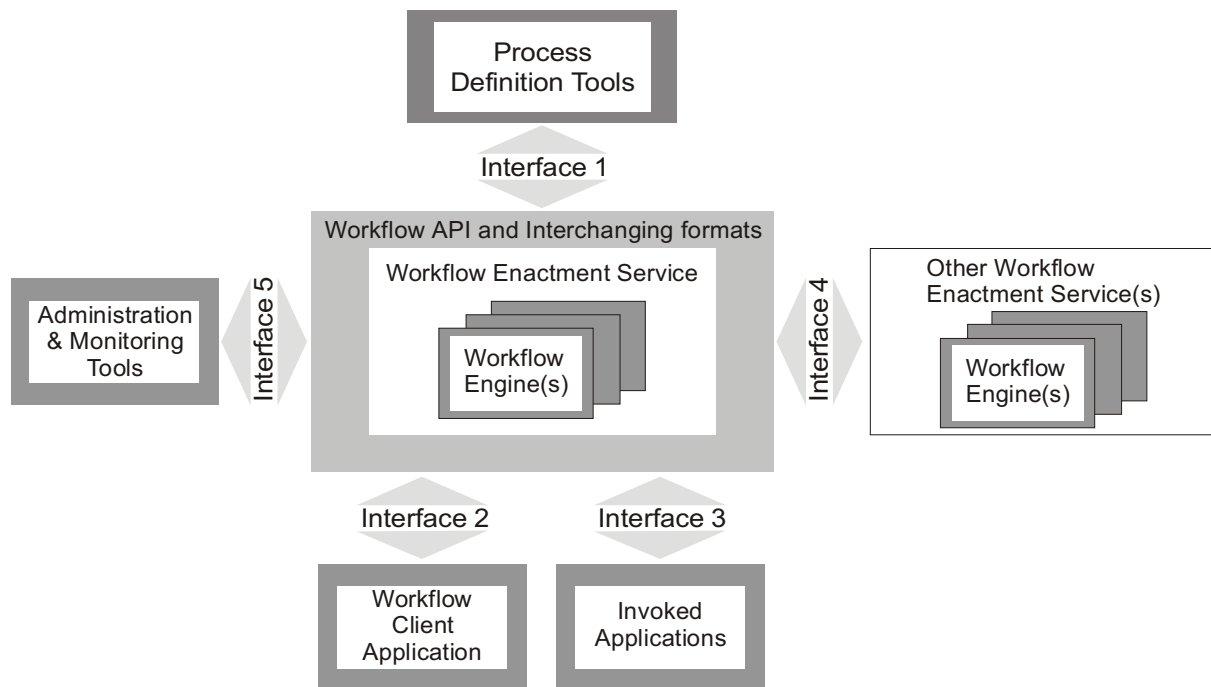 Process
Definition Tools
Interface 1
Workflow API and Interchanging formats
Workflow Enactment Service
Workflow
Engine(s)
Administration
& Monitoring
Tools
Interface 5
Interface 4
Other Workflow
Enactment Service(s)
Workflow
Engine(s)
Interface 2
Interface 3
Workflow
Client
Application
Invoked
Applications